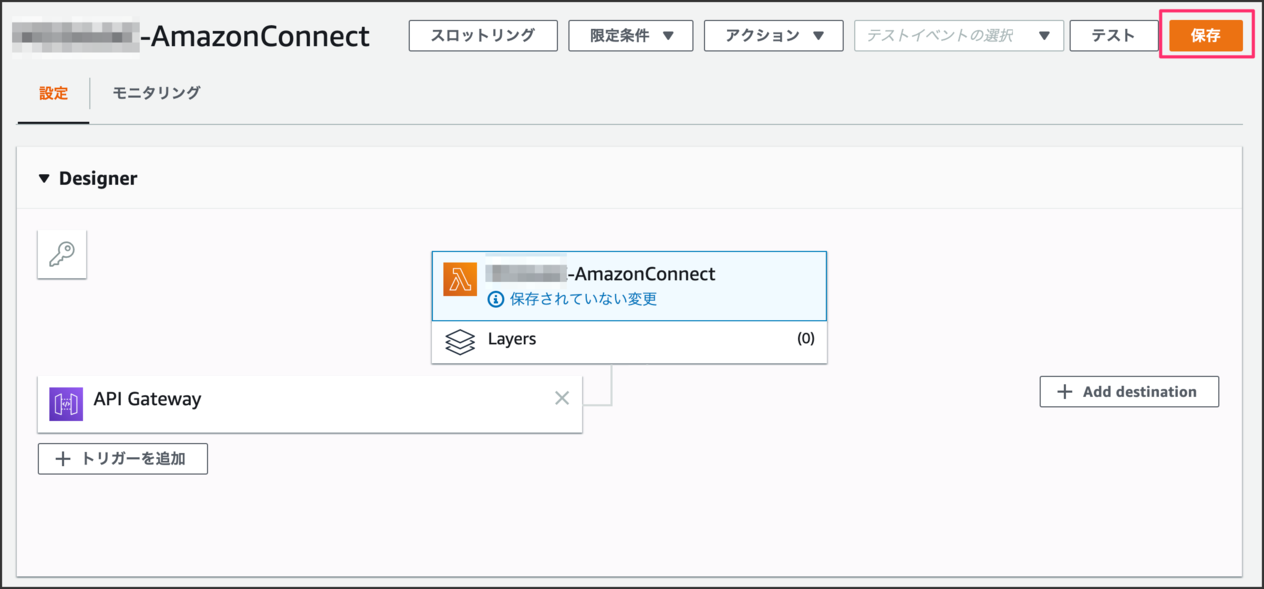 -AmazonConnect
スロットリング
限定条件 ▼
アクション ▼
テストイベントの選択 ▼
テスト
保存
設定
モニタリング
▼ Designer
-AmazonConnect
保存されていない変更
Layers (0)
API Gateway
+ Add destination
+ トリガーを追加